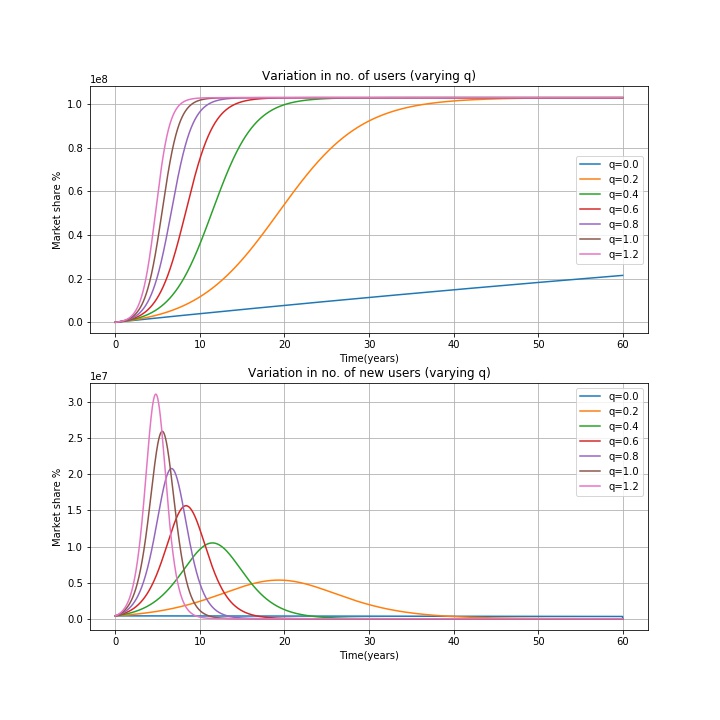 Variation in no. of users (varying q)
1e8
1.0
0.8
0.6
0.4
0.2
0.0
Market share %
q=0.0
q=0.2
q=0.4
q=0.6
q=0.8
q=1.0
q=1.2
0 10 20 30 40 50 60
Time(years)
Variation in no. of new users (varying q)
1e7
3.0
2.5
2.0
1.5
1.0
0.5
0.0
Market share %
q=0.0
q=0.2
q=0.4
q=0.6
q=0.8
q=1.0
q=1.2
0 10 20 30 40 50 60
Time(years)